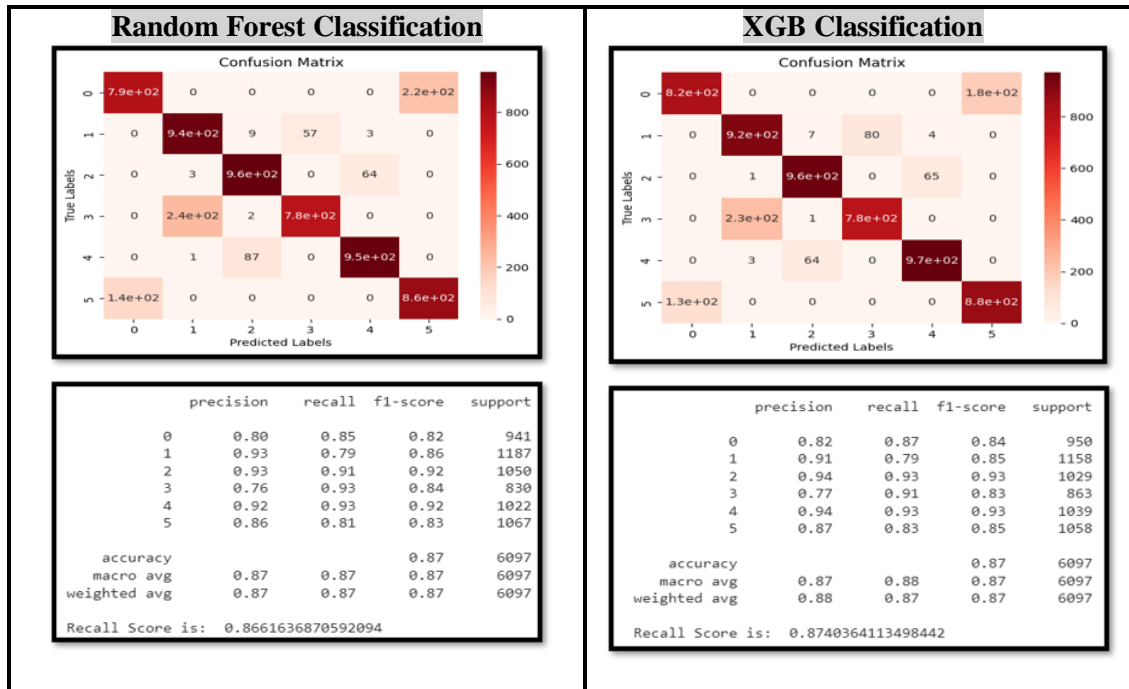 Random Forest Classification
Confusion Matrix
True Labels
0 7.9e+02 0 0 0 0 2.2e+02
1 0 9.4e+02 9 57 3 0
2 0 3 9.6e+02 0 64 0
3 0 2.4e+02 2 7.8e+02 0 0
4 0 1 87 0 9.5e+02 0
5 1.4e+02 0 0 0 0 8.6e+02
0 1 2 3 4 5
Predicted Labels
800
600
400
200
0
precision recall f1-score support
0 0.80 0.85 0.82 941
1 0.93 0.79 0.86 1187
2 0.93 0.91 0.92 1050
3 0.76 0.93 0.84 830
4 0.92 0.93 0.92 1022
5 0.86 0.81 0.83 1067
accuracy 0.87 6097
macro avg 0.87 0.87 0.87 6097
weighted avg 0.87 0.87 0.87 6097
Recall Score is: 0.8661636870592094
XGB Classification
Confusion Matrix
True Labels
0 8.2e+02 0 0 0 0 1.8e+02
1 0 9.2e+02 7 80 4 0
2 0 1 9.6e+02 0 65 0
3 0 2.3e+02 1 7.8e+02 0 0
4 0 3 64 0 9.7e+02 0
5 1.3e+02 0 0 0 0 8.8e+02
0 1 2 3 4 5
Predicted Labels
800
600
400
200
0
precision recall f1-score support
0 0.82 0.87 0.84 950
1 0.91 0.79 0.85 1158
2 0.94 0.93 0.93 1029
3 0.77 0.91 0.83 863
4 0.94 0.93 0.93 1039
5 0.87 0.83 0.85 1058
accuracy 0.87 6097
macro avg 0.87 0.88 0.87 6097
weighted avg 0.88 0.87 0.87 6097
Recall Score is: 0.8740364113498442